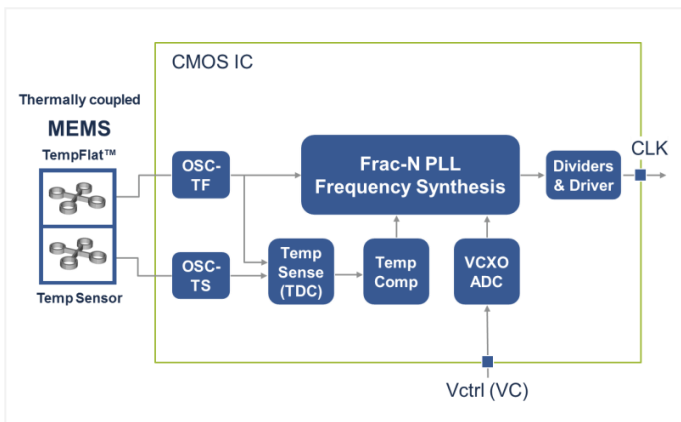 CMOS IC
Thermally coupled
MEMS
TempFlat™
Temp Sensor
OSC-
TF
OSC-
TS
Frac-N PLL
Frequency Synthesis
Dividers
& Driver
CLK
Temp
Sense
(TDC)
Temp
Comp
VCXO
ADC
Vctrl (VC)